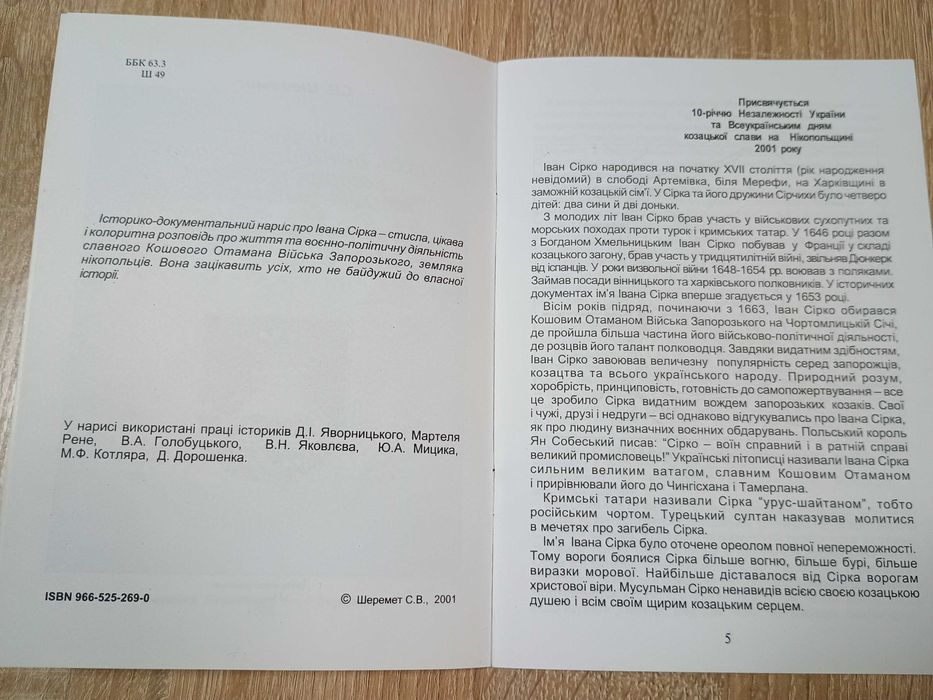 ББК 63.3
Ш 49
Історико-документальний нарис про Івана Сірка – стисла, цікава
і колоритна розповідь про життя та воєнно-політичну діяльність
славного Кошового Отамана Війська Запорозького, земляка
нікопольців. Вона зацікавить усіх, хто не байдужий до власної
історії.
У нарисі використані праці істориків Д.І. Яворницького, Мартеля
Рене, В.А. Голобуцького, В.Н. Яковлєва, Ю.А. Мицика,
М.Ф. Котляра, Д. Дорошенка.
ISBN 966-525-269-0
© Шеремет С.В., 2001
Присвячується
10-річчю Незалежності України
та Всеукраїнським дням
козацької слави на Нікопольщині
2001 року
Іван Сірко народився на початку XVII століття (рік народження
невідомий) в слободі Артемівка, біля Мерефи, на Харківщині в
заможній козацькій сім'ї. У Сірка та його дружини Сірчихи було четверо
дітей: два сини й дві доньки.
З молодих літ Іван Сірко брав участь у військових сухопутних та
морських походах проти турок і кримських татар. У 1646 році разом
з Богданом Хмельницьким Іван Сірко побував у Франції у складі
козацького загону, брав участь у тридцятилітній війні, звільняв Дюнкерк
від іспанців. У роки визвольної війни 1648-1654 рр. воював з поляками.
Займав посади вінницького та харківського полковників. У історичних
документах ім'я Івана Сірка вперше згадується у 1653 році.
Вісім років підряд, починаючи з 1663, Іван Сірко обирався
Кошовим Отаманом Війська Запорозького на Чортомлицькій Січі,
де пройшла більша частина його військово-політичної діяльності,
де розцвів його талант полководця. Завдяки видатним здібностям,
Іван Сірко завоював величезну популярність серед запорожців,
козацтва та всього українського народу. Природний розум,
хоробрість, принциповість, готовність до самопожертвування – все
це зробило Сірка видатним вождем запорозьких козаків. Свої
і чужі, друзі і недруги – всі однаково відгукувались про Івана Сірка,
як про людину визначних воєнних обдарувань. Польський король
Ян Собеський писав: "Сірко – воїн справний і в ратній справі
великий промисловець!" Українські літописці називали Івана Сірка
сильним великим ватагом, славним Кошовим Отаманом
і прирівнювали його до Чингісхана і Тамерлана.
Кримські татари називали Сірка "урус-шайтаном", тобто
російським чортом. Турецький султан наказував молитися
в мечетях про загибель Сірка.
Ім'я Івана Сірка було оточене ореолом повної непереможності.
Тому вороги боялися Сірка більше вогню, більше бурі, більше
виразки морової. Найбільше діставалося від Сірка ворогам
христової віри. Мусульман Сірко ненавидів всією своєю козацькою
душею і всім своїм щирим козацьким серцем.
5